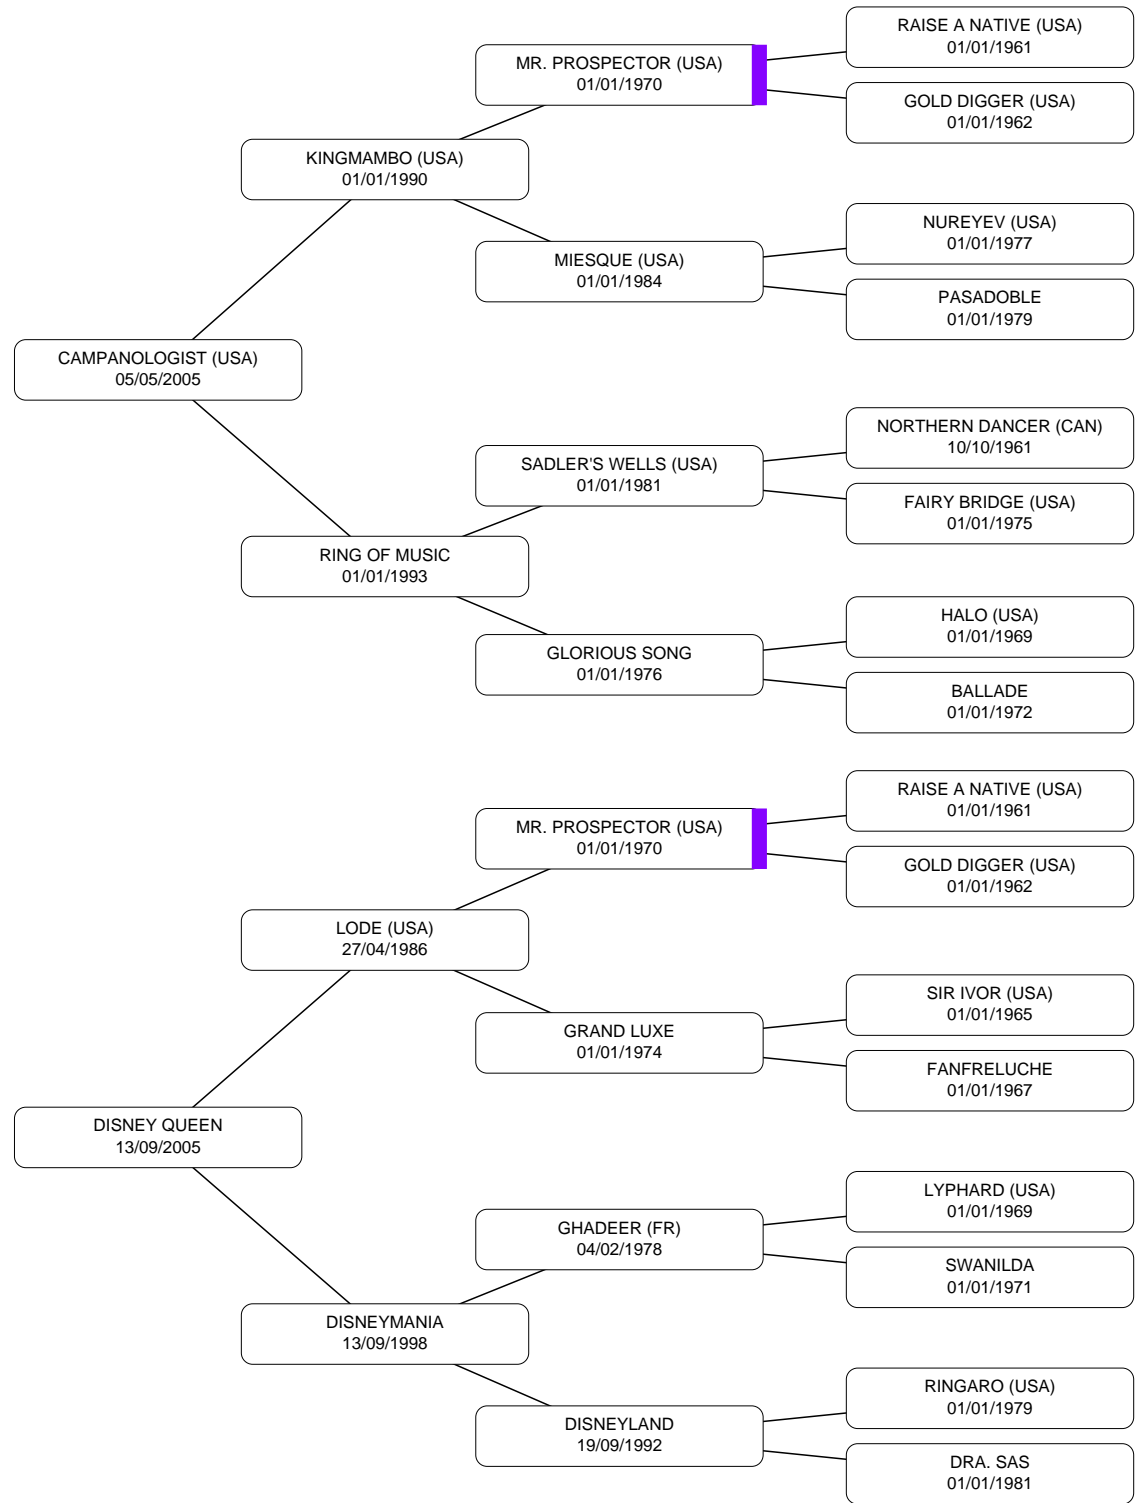 RAISE A NATIVE (USA)
01/01/1961
MR. PROSPECTOR (USA)
01/01/1970
GOLD DIGGER (USA)
01/01/1962
KINGMAMBO (USA)
01/01/1990
NUREYEV (USA)
01/01/1977
MIESQUE (USA)
01/01/1984
PASADOBLE
01/01/1979
CAMPANOLOGIST (USA)
05/05/2005
NORTHERN DANCER (CAN)
10/10/1961
SADLER'S WELLS (USA)
01/01/1981
FAIRY BRIDGE (USA)
01/01/1975
RING OF MUSIC
01/01/1993
HALO (USA)
01/01/1969
GLORIOUS SONG
01/01/1976
BALLADE
01/01/1972
RAISE A NATIVE (USA)
01/01/1961
MR. PROSPECTOR (USA)
01/01/1970
GOLD DIGGER (USA)
01/01/1962
LODE (USA)
27/04/1986
SIR IVOR (USA)
01/01/1965
GRAND LUXE
01/01/1974
FANFRELUCHE
01/01/1967
DISNEY QUEEN
13/09/2005
LYPHARD (USA)
01/01/1969
GHADEER (FR)
04/02/1978
SWANILDA
01/01/1971
DISNEYMANIA
13/09/1998
RINGARO (USA)
01/01/1979
DISNEYLAND
19/09/1992
DRA. SAS
01/01/1981